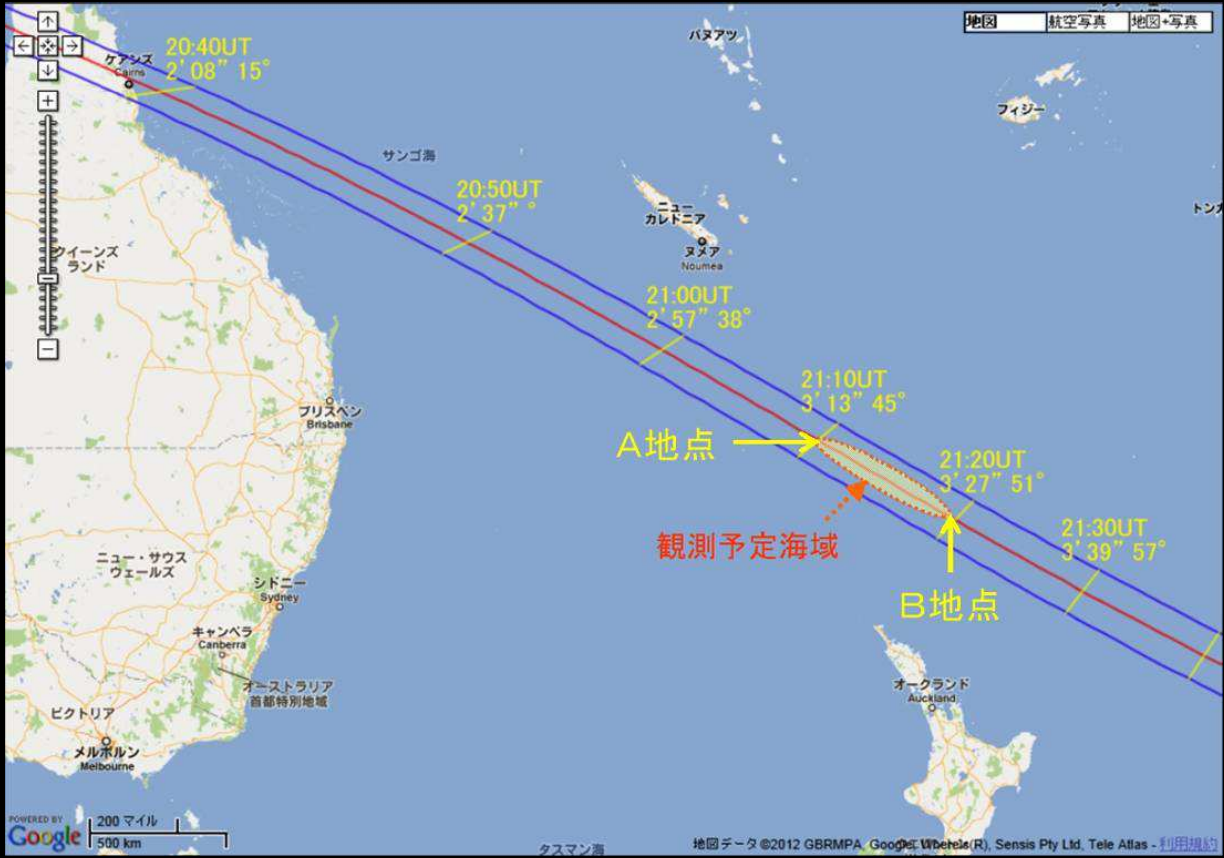 地図
航空写真
地図+写真
バヌアツ
ケアンズ
Cairns
20:40UT
2'08" 15°
フィジー
サンゴ海
20:50UT
2'37" °
ニュー
カレドニア
ヌメア
Noumea
クイーンズ
ランド
21:00UT
2'57" 38°
21:10UT
3'13" 45°
ブリスベン
Brisbane
A地点
21:20UT
3'27" 51°
観測予定海域
21:30UT
3'39" 57°
B地点
ニュー・サウス
ウェールズ
シドニー
Sydney
キャンベラ
Canberra
オーストラリア
首都特別地域
オークランド
Auckland
ビクトリア
メルボルン
Melbourne
POWERED BY
Google
200 マイル
500 km
タスマン海
地図データ ©2012 GBRMPA, Google, Whereis(R), Sensis Pty Ltd, Tele Atlas - 利用規約